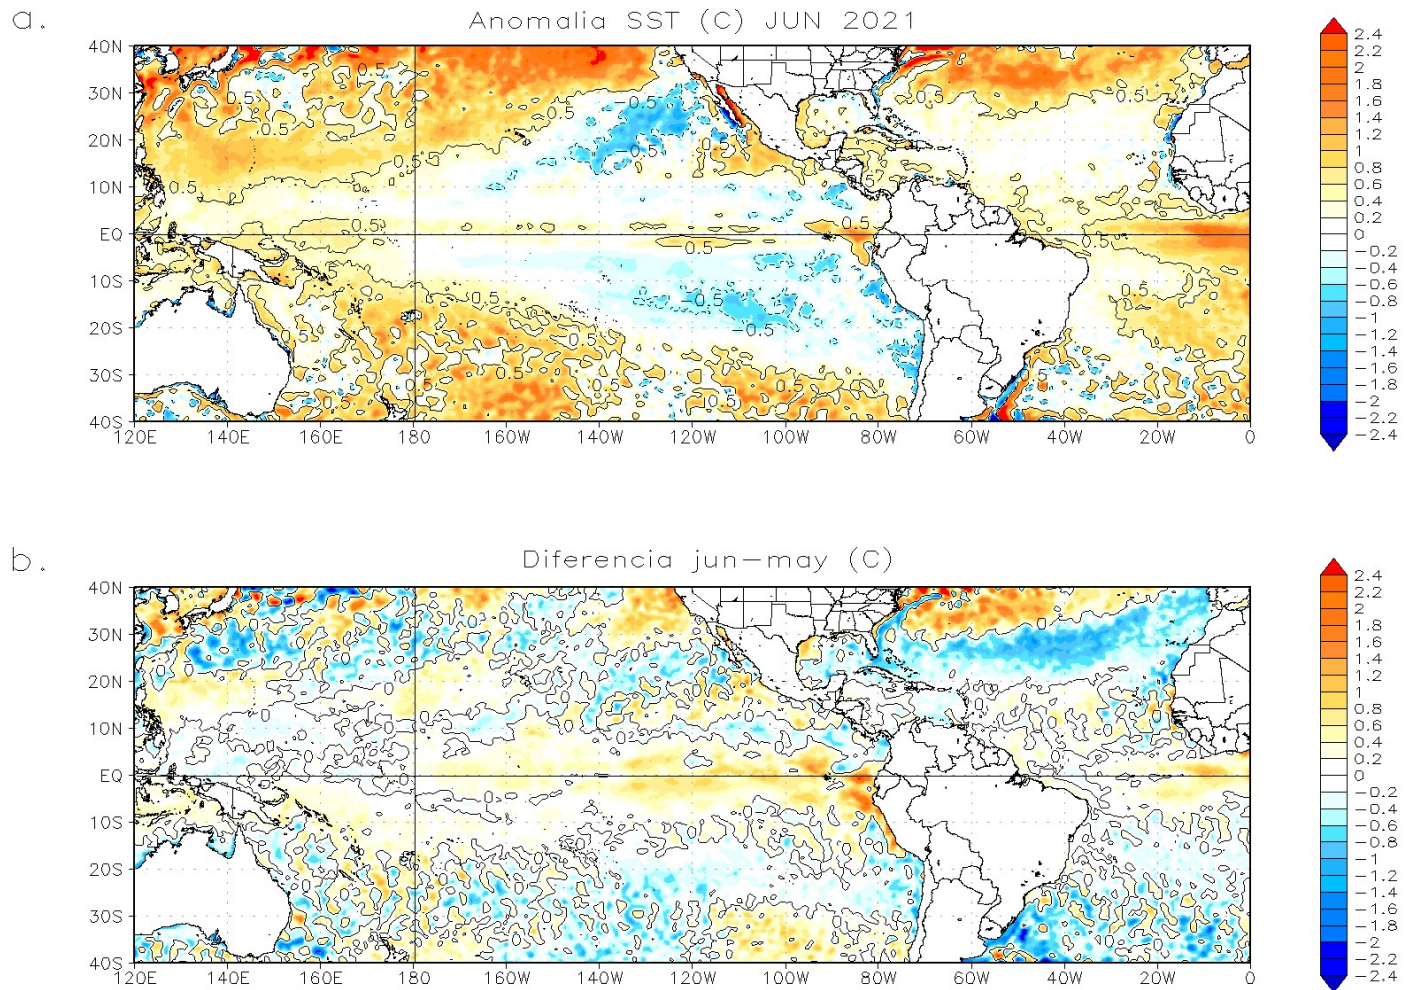 a.
Anomalia SST (C) JUN 2021
40N
30N
20N
10N
EQ
10S
20S
30S
40S
120E 140E 160E 180 160W 140W 120W 100W 80W 60W 40W 20W 0
2.4
2.2
2
1.8
1.6
1.4
1.2
1
0.8
0.6
0.4
0.2
0
−0.2
−0.4
−0.6
−0.8
−1
−1.2
−1.4
−1.6
−1.8
−2
−2.2
−2.4
b.
Diferencia jun−may (C)
40N
30N
20N
10N
EQ
10S
20S
30S
40S
120E 140E 160E 180 160W 140W 120W 100W 80W 60W 40W 20W 0
2.4
2.2
2
1.8
1.6
1.4
1.2
1
0.8
0.6
0.4
0.2
0
−0.2
−0.4
−0.6
−0.8
−1
−1.2
−1.4
−1.6
−1.8
−2
−2.2
−2.4